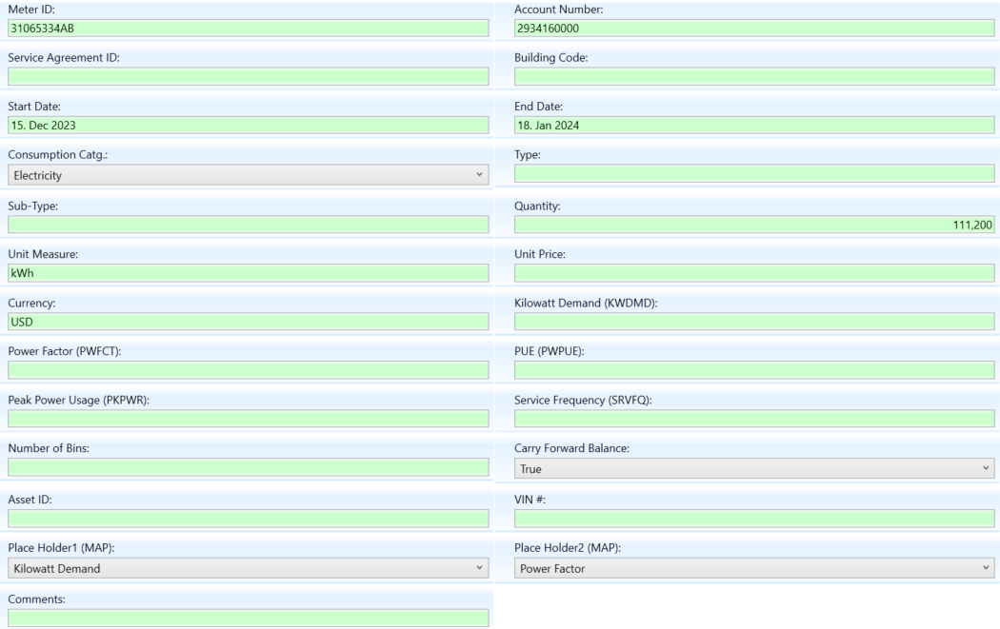 Meter ID:
31065334AB
Account Number:
2934160000
Service Agreement ID:
Building Code:
Start Date:
15. Dec 2023
End Date:
18. Jan 2024
Consumption Catg.:
Electricity
Type:
Sub-Type:
Quantity:
111,200
Unit Measure:
kWh
Unit Price:
Currency:
USD
Kilowatt Demand (KWDMD):
Power Factor (PWFCT):
PUE (PWPUE):
Peak Power Usage (PKPWR):
Service Frequency (SRVFQ):
Number of Bins:
Carry Forward Balance:
True
Asset ID:
VIN #:
Place Holder1 (MAP):
Kilowatt Demand
Place Holder2 (MAP):
Power Factor
Comments: